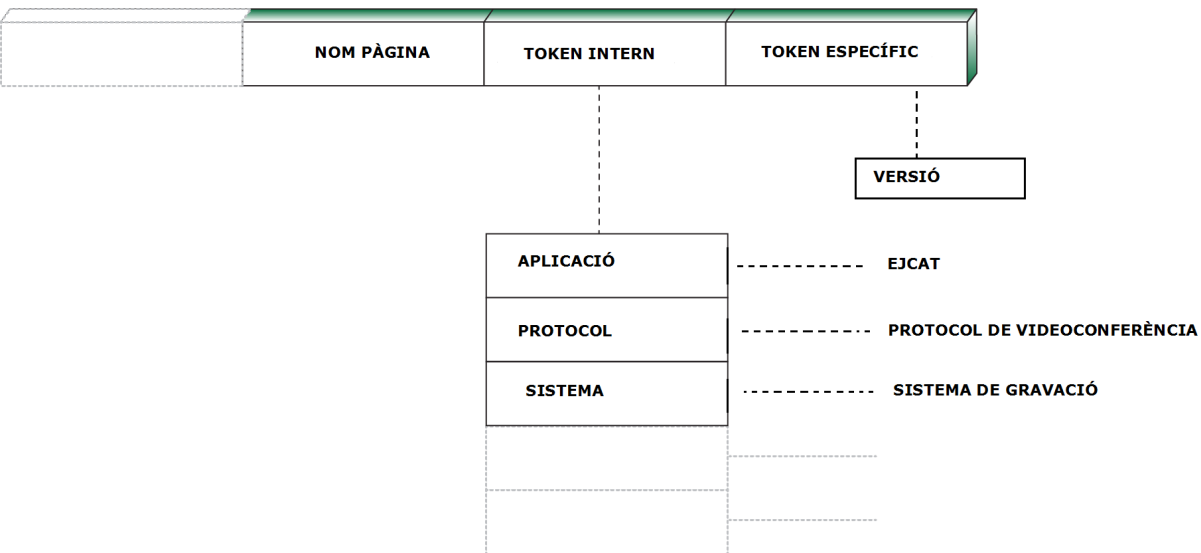 NOM PÀGINA
TOKEN INTERN
TOKEN ESPECÍFIC
VERSIÓ
APLICACIÓ
EJCAT
PROTOCOL
PROTOCOL DE VIDEOCONFERÈNCIA
SISTEMA
SISTEMA DE GRAVACIÓ